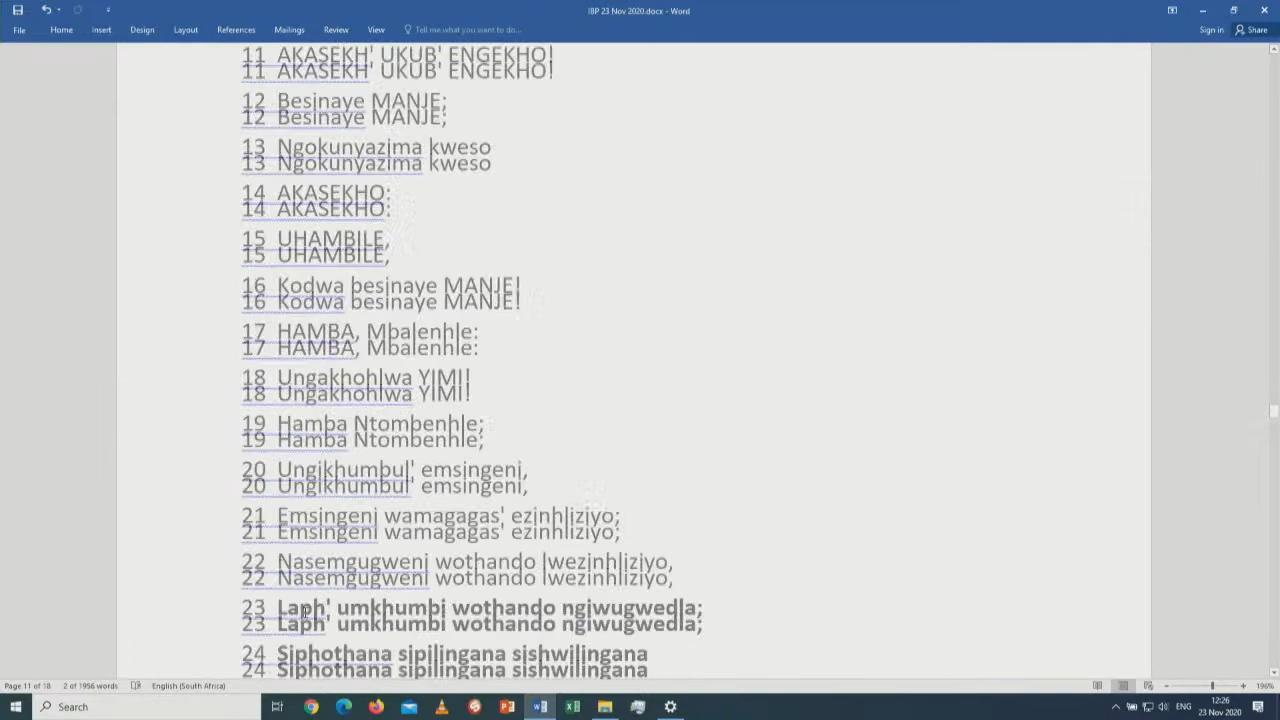 IBP 23 Nov 2020.docx - Word
File Home Insert Design Layout References Mailings Review View Tell me what you want to do... Sign in Share
11 AKASEKH' UKUB' ENGEKHO!
11 AKASEKH' UKUB' ENGEKHO!
12 Besinaye MANJE;
12 Besinaye MANJE;
13 Ngokunyazima kweso
13 Ngokunyazima kweso
14 AKASEKHO:
14 AKASEKHO:
15 UHAMBILE,
15 UHAMBILE,
16 Kodwa besinaye MANJE!
16 Kodwa besinaye MANJE!
17 HAMBA, Mbalenhle:
17 HAMBA, Mbalenhle:
18 Ungakhohlwa YIMI!
18 Ungakhohlwa YIMI!
19 Hamba Ntombenhle;
19 Hamba Ntombenhle;
20 Ungikhumbul' emsingeni,
20 Ungikhumbul' emsingeni,
21 Emsingeni wamagagas' ezinhliziyo;
21 Emsingeni wamagagas' ezinhliziyo;
22 Nasemgugweni wothando lwezinhliziyo,
22 Nasemgugweni wothando lwezinhliziyo,
23 Laph' umkhumbi wothando ngiwugwedla;
23 Laph' umkhumbi wothando ngiwugwedla;
24 Siphothana sipilingana sishwilingana
24 Siphothana sipilingana sishwilingana
Page 11 of 18 2 of 1956 words English (South Africa) 196%
Search ENG 12:26
23 Nov 2020